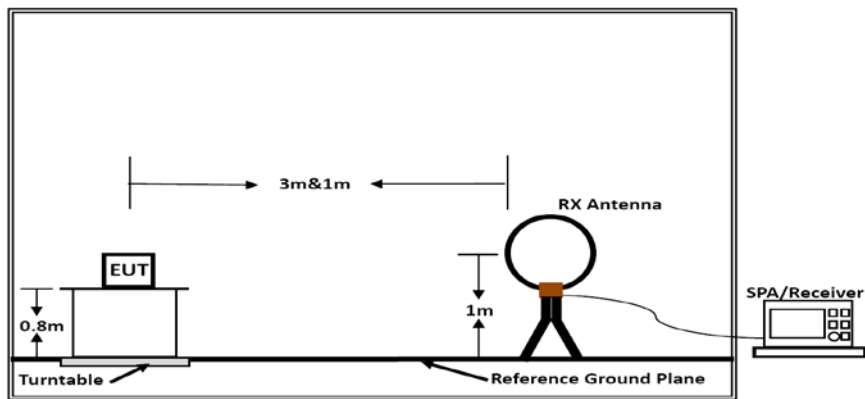 3m&1m
RX Antenna
EUT
SPA/Receiver
0.8m
1m
Turntable
Reference Ground Plane